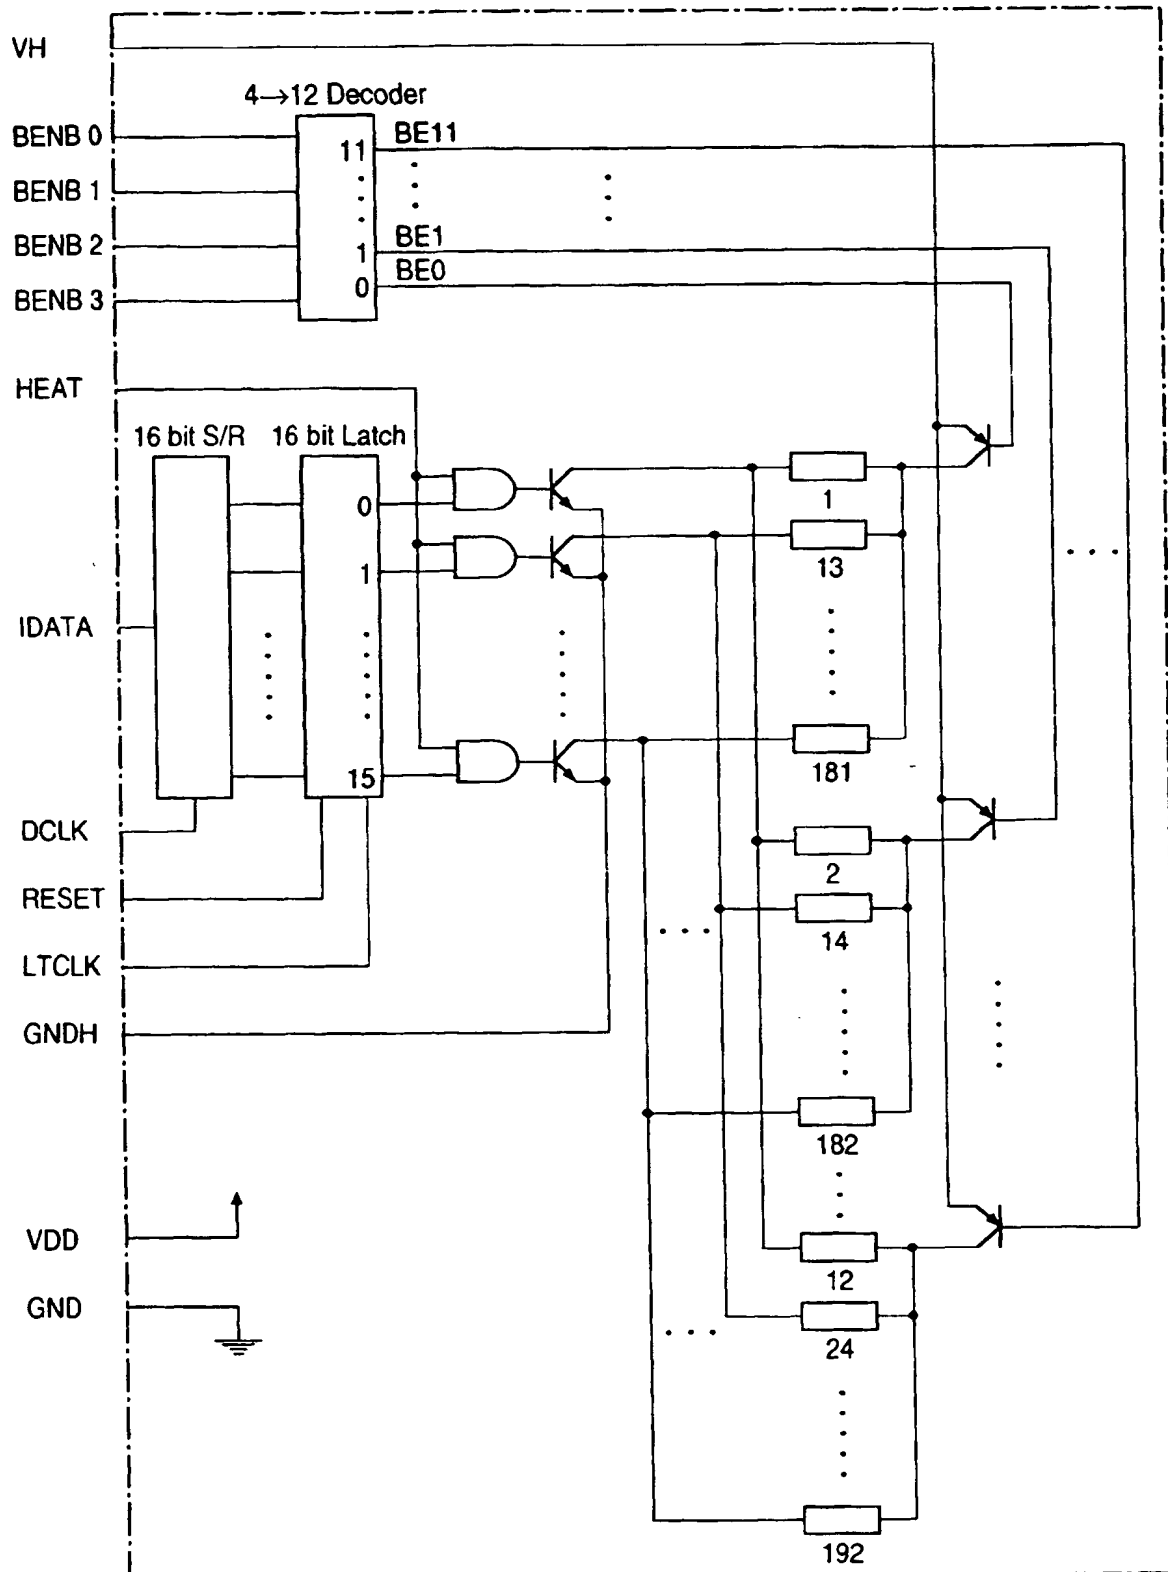 VH
4→12 Decoder
BENB 0
BENB 1
BENB 2
BENB 3
11
1
0
BE11
BE1
BE0
HEAT
16 bit S/R
16 bit Latch
0
1
15
IDATA
DCLK
RESET
LTCLK
GNDH
VDD
GND
1
13
181
2
14
182
12
24
192